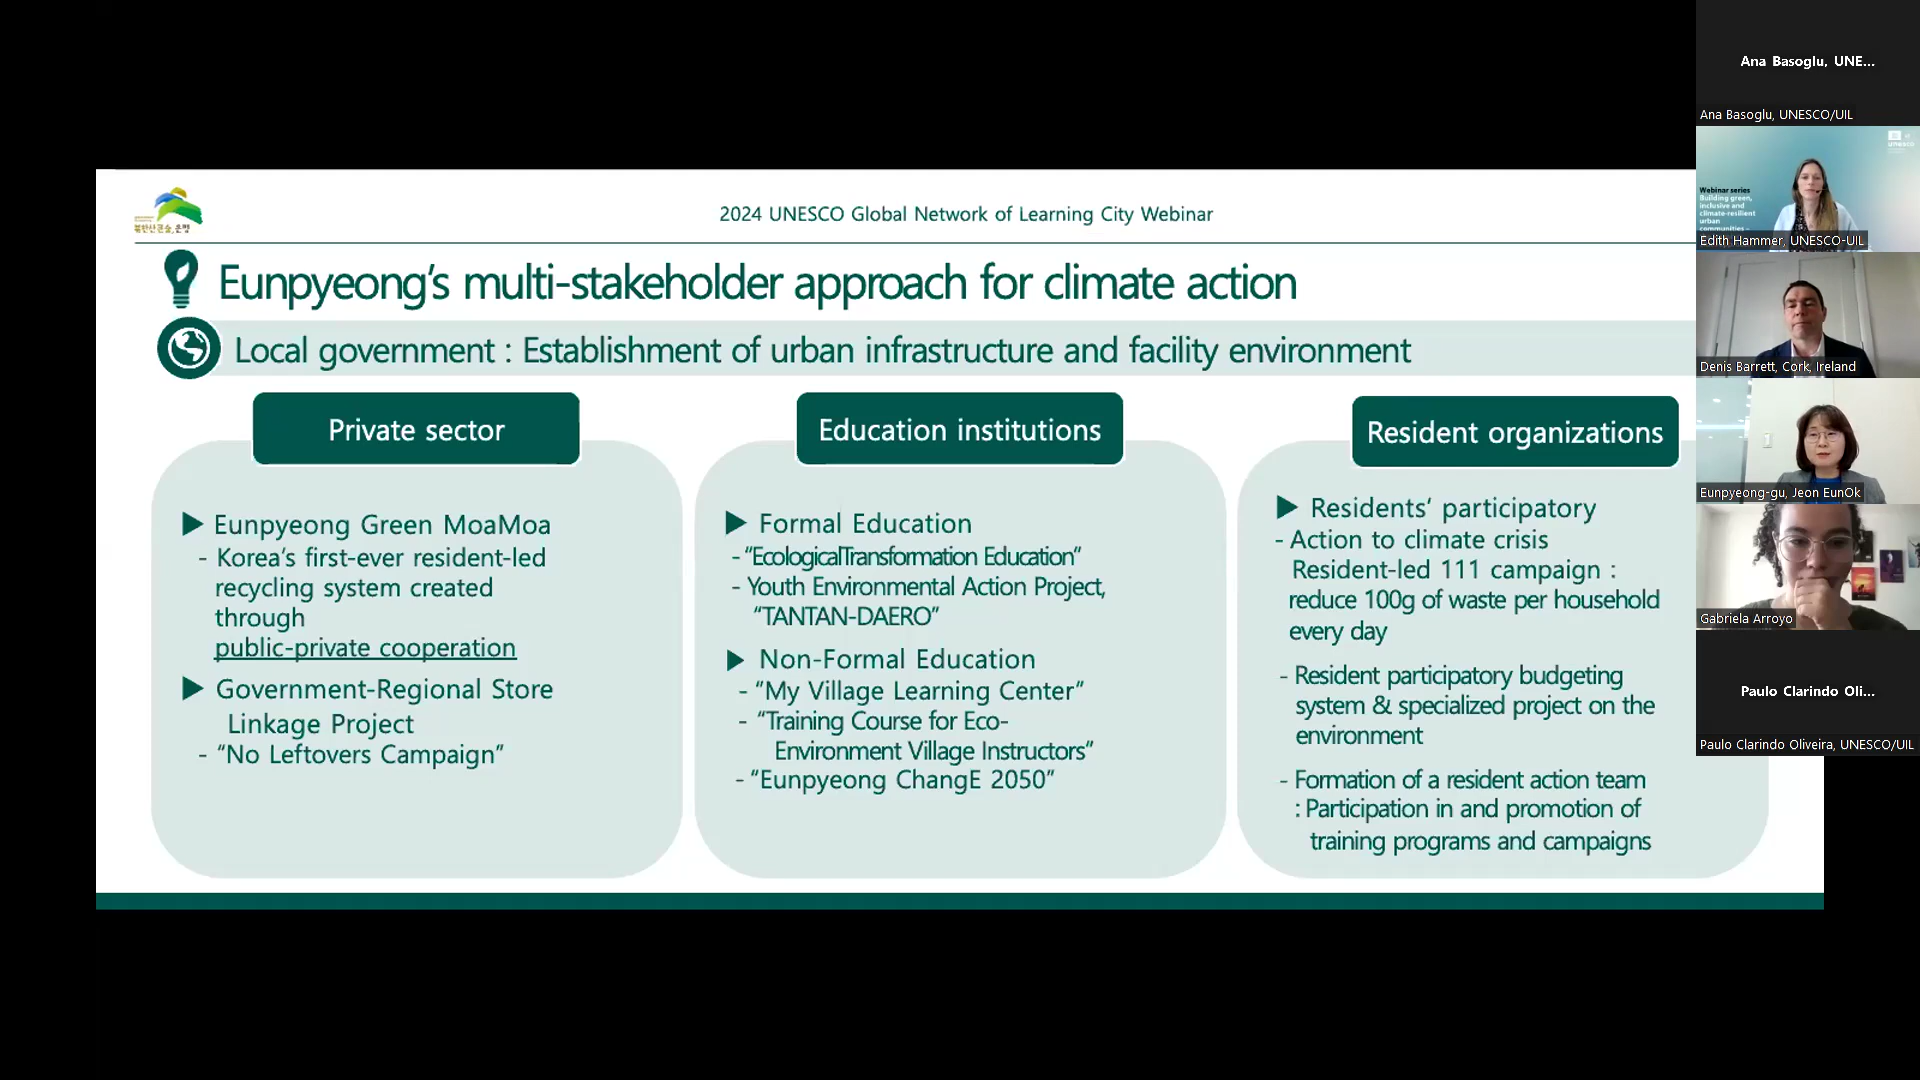 2024 UNESCO Global Network of Learning City Webinar
Eunpyeong’s multi-stakeholder approach for climate action
Local government : Establishment of urban infrastructure and facility environment
Private sector
▶ Eunpyeong Green MoaMoa
- Korea’s first-ever resident-led
recycling system created
through
public-private cooperation
▶ Government-Regional Store
Linkage Project
- “No Leftovers Campaign”
Education institutions
▶ Formal Education
- “EcologicalTransformation Education”
- Youth Environmental Action Project,
“TANTAN-DAERO”
▶ Non-Formal Education
- “My Village Learning Center”
- “Training Course for Eco-
Environment Village Instructors”
- “Eunpyeong ChangE 2050”
Resident organizations
▶ Residents’ participatory
- Action to climate crisis
Resident-led 111 campaign :
reduce 100g of waste per household
every day
- Resident participatory budgeting
system & specialized project on the
environment
- Formation of a resident action team
: Participation in and promotion of
training programs and campaigns
Ana Basoglu, UNE...
Ana Basoglu, UNESCO/UIL
Webinar series
Building green,
inclusive and
climate-resilient
urban
communities –
Edith Hammer, UNESCO-UIL
Denis Barrett, Cork, Ireland
Eunpyeong-gu, Jeon EunOk
Gabriela Arroyo
Paulo Clarindo Oli...
Paulo Clarindo Oliveira, UNESCO/UIL